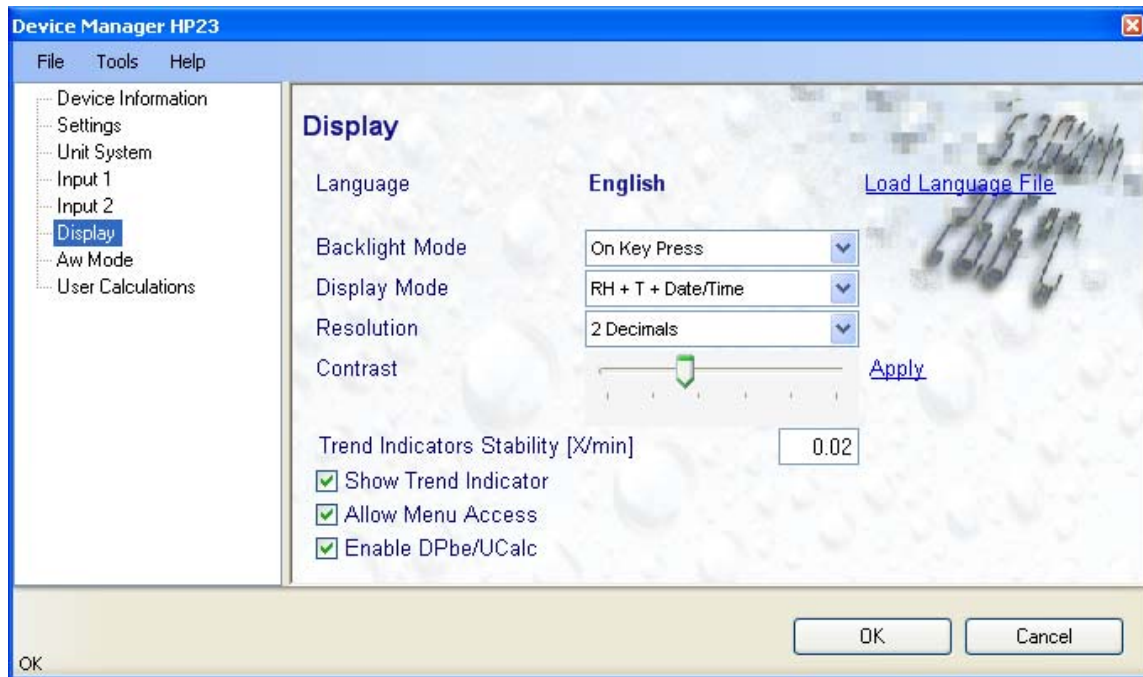 Device Manager HP23
File Tools Help
Device Information
Settings
Unit System
Input 1
Input 2
Display
Aw Mode
User Calculations
Display
Language English Load Language File
Backlight Mode On Key Press
Display Mode RH + T + Date/Time
Resolution 2 Decimals
Contrast Apply
Trend Indicators Stability [X/min] 0.02
Show Trend Indicator
Allow Menu Access
Enable DPbe/UCalc
OK Cancel
OK